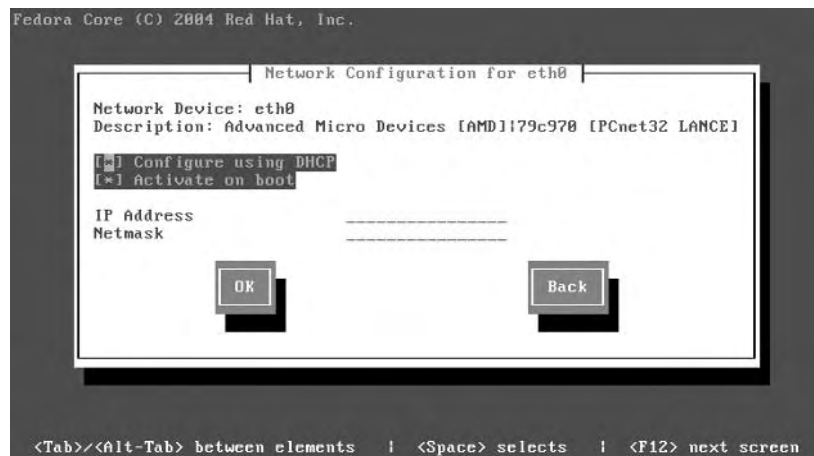 Fedora Core (C) 2004 Red Hat, Inc.
Network Configuration for eth0
Network Device: eth0
Description: Advanced Micro Devices [AMD]|79c970 [PCnet32 LANCE]
[*] Configure using DHCP
[*] Activate on boot
IP Address ________________
Netmask ________________
OK Back
<Tab>/<Alt-Tab> between elements | <Space> selects | <F12> next screen